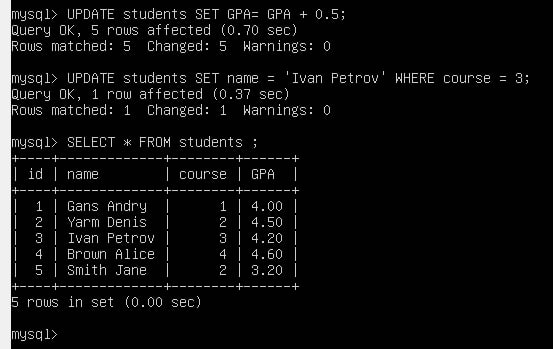 mysql> UPDATE students SET GPA= GPA + 0.5;
Query OK, 5 rows affected (0.70 sec)
Rows matched: 5  Changed: 5  Warnings: 0

mysql> UPDATE students SET name = 'Ivan Petrov' WHERE course = 3;
Query OK, 1 row affected (0.37 sec)
Rows matched: 1  Changed: 1  Warnings: 0

mysql> SELECT * FROM students ;
+----+-------------+--------+------+
| id | name        | course | GPA  |
+----+-------------+--------+------+
|  1 | Gans Andry  |      1 | 4.00 |
|  2 | Yarm Denis  |      2 | 4.50 |
|  3 | Ivan Petrov |      3 | 4.20 |
|  4 | Brown Alice |      4 | 4.60 |
|  5 | Smith Jane  |      2 | 3.20 |
+----+-------------+--------+------+
5 rows in set (0.00 sec)

mysql>